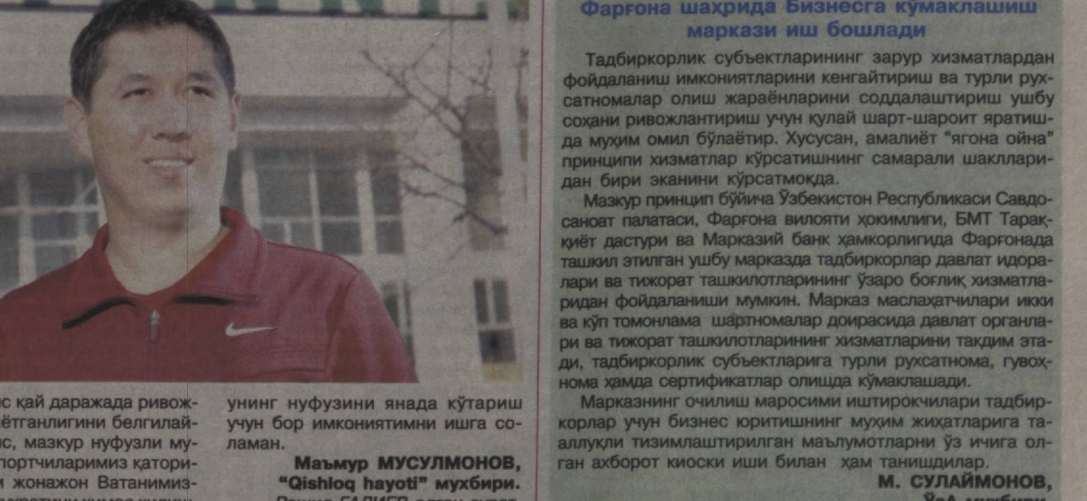 с қай даражада ривож-
ётганлигини белгилай-
с, мазкур нуфузли му-
портчиларимиз қатори-
жонажон Ватанимиз-
унинг нуфузини янада кўтариш
учун бор имкониятимни ишга со-
ламан.
Маъмур МУСУЛМОНОВ,
“Qishloq hayoti” мухбири.
Фарғона шаҳрида Бизнесга кўмаклашиш
маркази иш бошлади
Тадбиркорлик субъектларининг зарур хизматлардан
фойдаланиш имкониятларини кенгайтириш ва турли рух-
сатномалар олиш жараёнларини соддалаштириш ушбу
соҳани ривожлантириш учун қулай шарт-шароит яратиш-
да муҳим омил бўлаётир. Хусусан, амалиёт “ягона ойна”
принципи хизматлар кўрсатишнинг самарали шакллари-
дан бири эканини кўрсатмоқда.
Мазкур принцип бўйича Ўзбекистон Республикаси Савдо-
саноат палатаси, Фарғона вилояти ҳокимлиги, БМТ Тарақ-
қиёт дастури ва Марказий банк ҳамкорлигида Фарғонада
ташкил этилган ушбу марказда тадбиркорлар давлат идора-
лари ва тижорат ташкилотларининг ўзаро боғлиқ хизматла-
ридан фойдаланиши мумкин. Марказ маслаҳатчилари икки
ва кўп томонлама шартномалар доирасида давлат органла-
ри ва тижорат ташкилотларининг хизматларини тақдим эта-
ди, тадбиркорлик субъектларига турли рухсатнома, гувоҳ-
нома ҳамда сертификатлар олишда кўмаклашади.
Марказнинг очилиш маросими иштирокчилари тадбир-
корлар учун бизнес юритишнинг муҳим жиҳатларига та-
аллуқли тизимлаштирилган маълумотларни ўз ичига ол-
ган ахборот киоски иши билан ҳам танишдилар.
М. СУЛАЙМОНОВ,